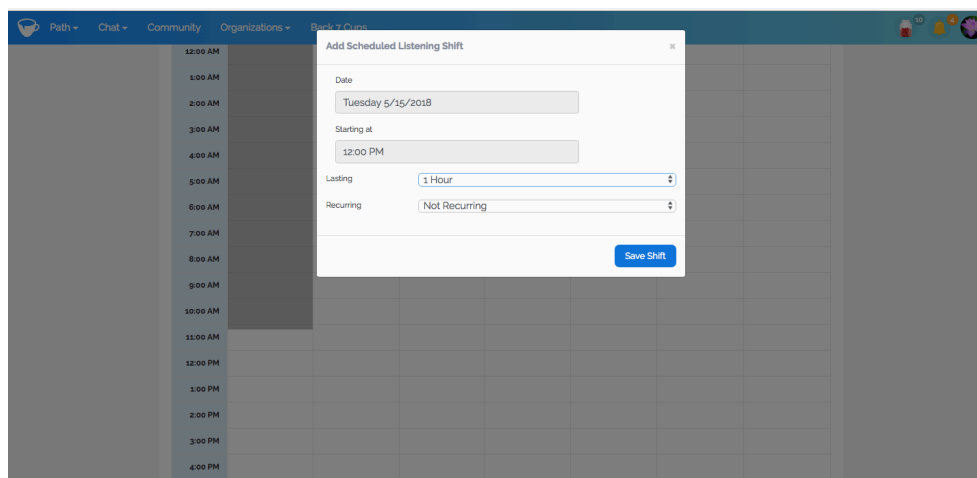 Path Chat Community Organizations Back 7 Cups
10
4
Add Scheduled Listening Shift ×
Date
Tuesday 5/15/2018
Starting at
12:00 PM
Lasting 1 Hour
Recurring Not Recurring
Save Shift
12:00 AM
1:00 AM
2:00 AM
3:00 AM
4:00 AM
5:00 AM
6:00 AM
7:00 AM
8:00 AM
9:00 AM
10:00 AM
11:00 AM
12:00 PM
1:00 PM
2:00 PM
3:00 PM
4:00 PM